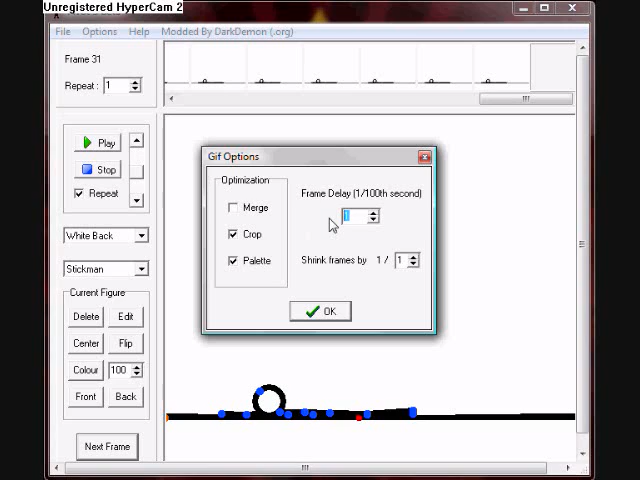 Unregistered HyperCam 2
File Options Help Modded By DarkDemon (.org)
Frame 31
Repeat : 1
Play
Stop
Repeat
White Back
Stickman
Current Figure
Delete Edit
Center Flip
Colour 100
Front Back
Next Frame
Gif Options
Optimization
Merge
Crop
Palette
Frame Delay (1/100th second)
1
Shrink frames by 1 / 1
OK